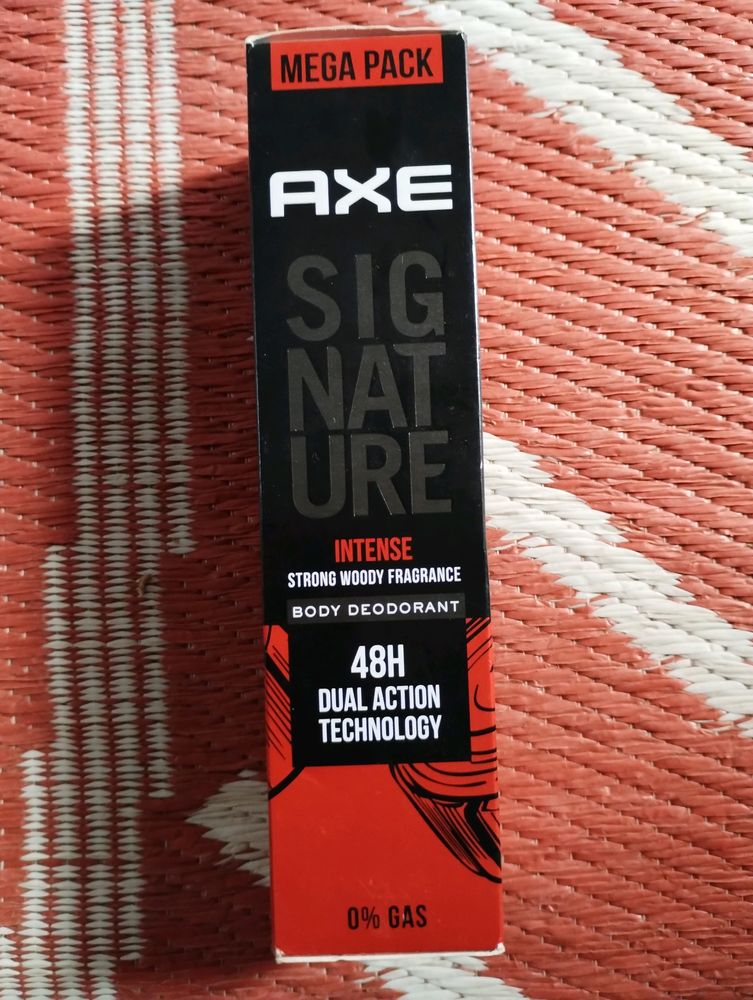 MEGA PACK
AXE
SIG
NAT
URE
INTENSE
STRONG WOODY FRAGRANCE
BODY DEODORANT
48H
DUAL ACTION
TECHNOLOGY
0% GAS